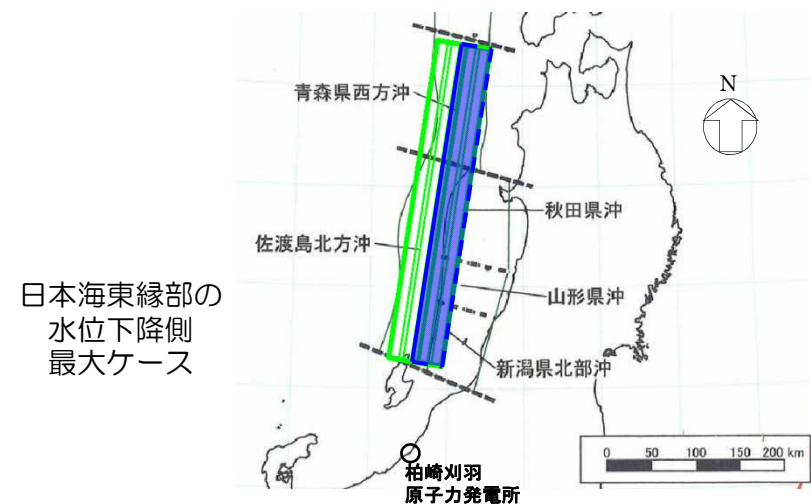 青森県西方沖
N
秋田県沖
佐渡島北方沖
山形県沖
日本海東縁部の
水位下降側
最大ケース
新潟県北部沖
0 50 100 150 200 km
柏崎刈羽
原子力発電所